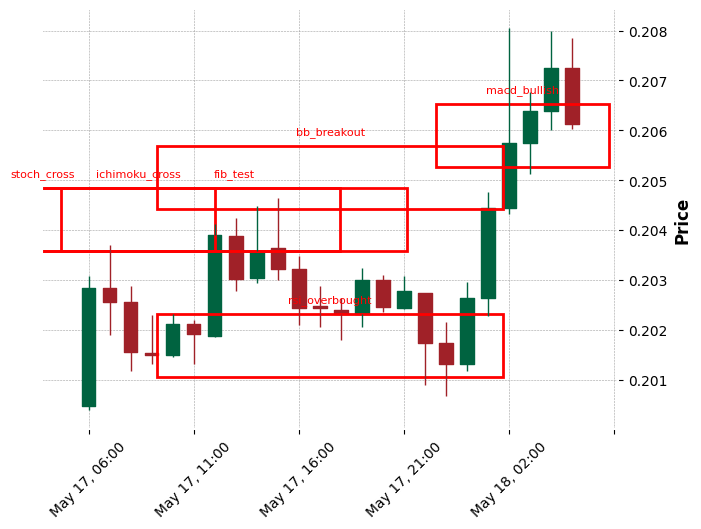 0.208
0.207
macd_bullish
0.206
bb_breakout
0.205
stoch_cross ichimoku_cross fib_test
0.204
Price
0.203
rsi_overbought
0.202
0.201
May 17, 06:00
May 17, 11:00
May 17, 16:00
May 17, 21:00
May 18, 02:00